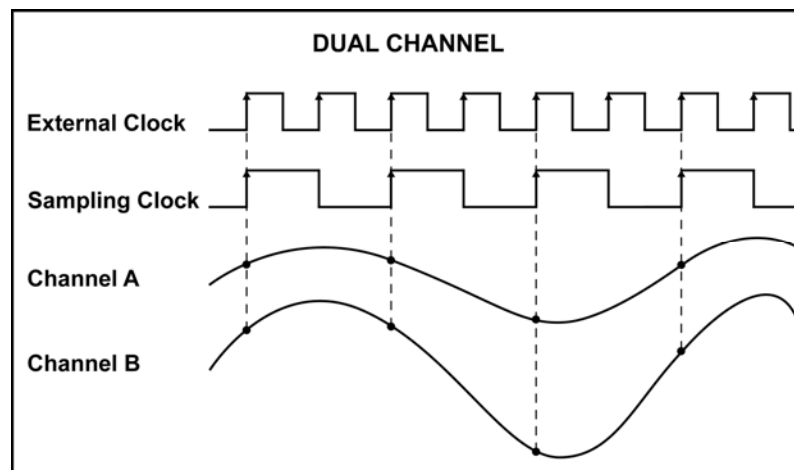 DUAL CHANNEL
External Clock
Sampling Clock
Channel A
Channel B